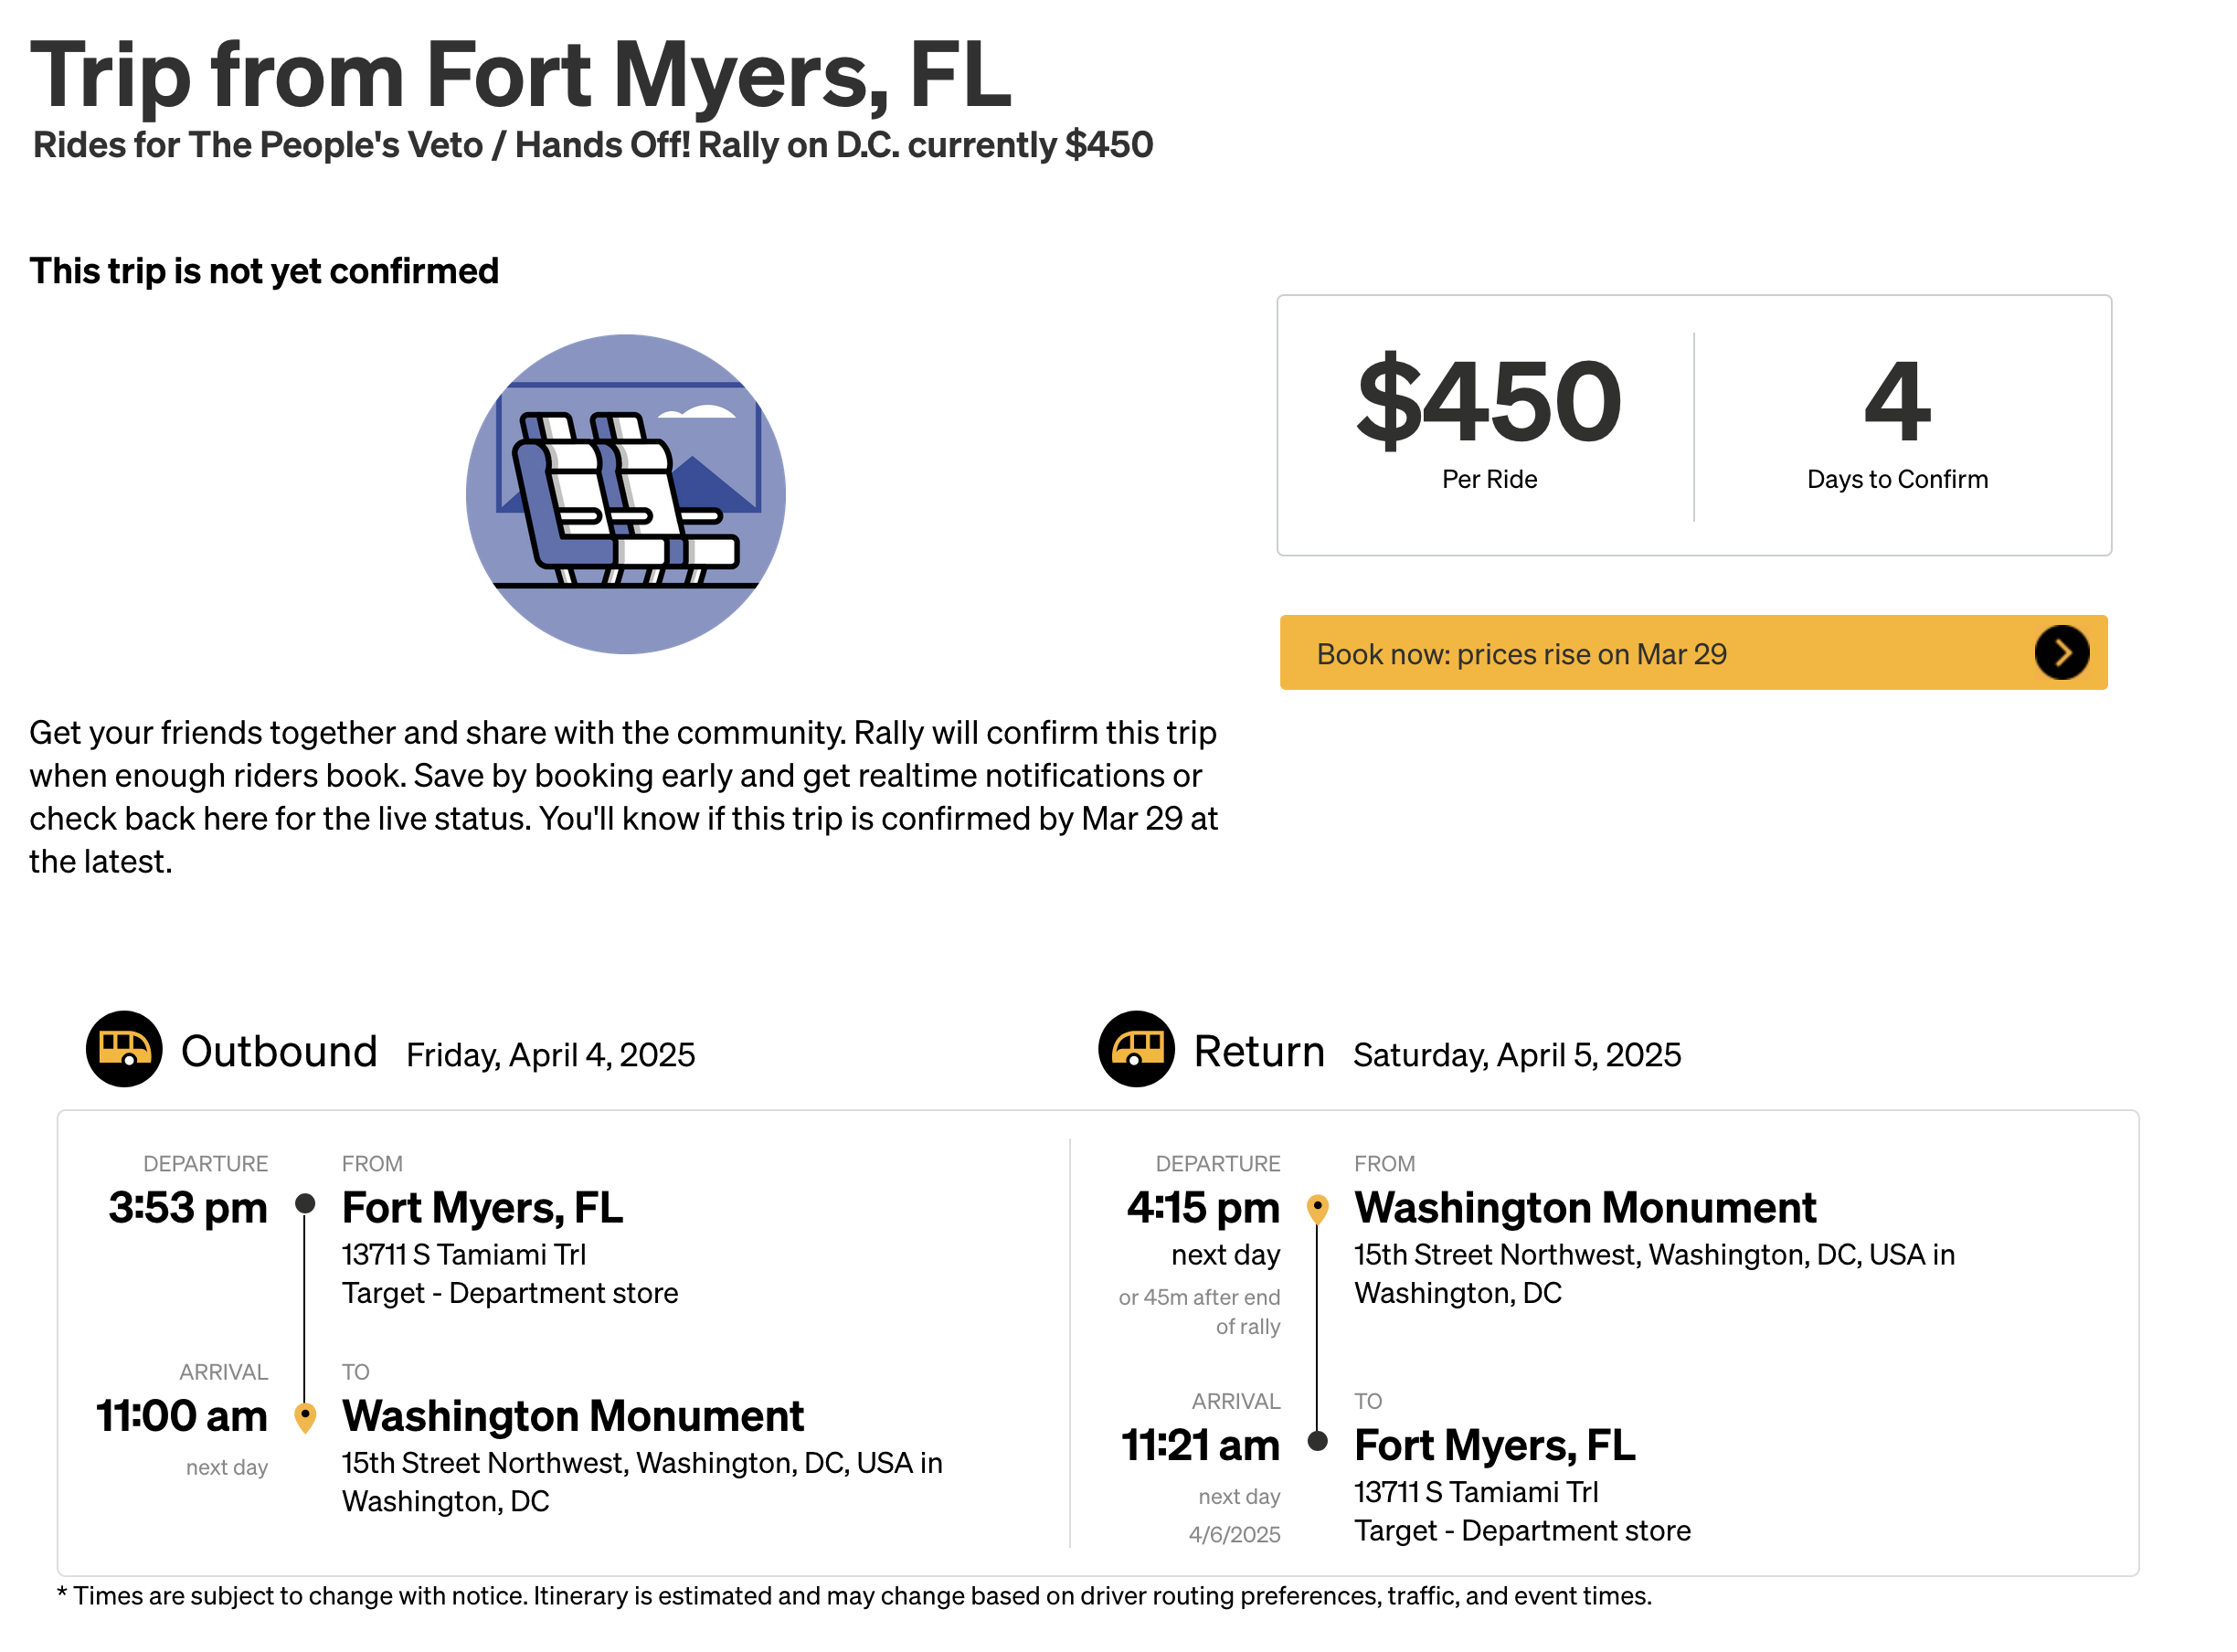 Trip from Fort Myers, FL
Rides for The People's Veto / Hands Off! Rally on D.C. currently $450
This trip is not yet confirmed
$450
Per Ride
4
Days to Confirm
Book now: prices rise on Mar 29
Get your friends together and share with the community. Rally will confirm this trip
when enough riders book. Save by booking early and get realtime notifications or
check back here for the live status. You'll know if this trip is confirmed by Mar 29 at
the latest.
Outbound Friday, April 4, 2025
DEPARTURE
3:53 pm
FROM
Fort Myers, FL
13711 S Tamiami Trl
Target - Department store
ARRIVAL
11:00 am
next day
TO
Washington Monument
15th Street Northwest, Washington, DC, USA in
Washington, DC
Return Saturday, April 5, 2025
DEPARTURE
4:15 pm
next day
or 45m after end
of rally
FROM
Washington Monument
15th Street Northwest, Washington, DC, USA in
Washington, DC
ARRIVAL
11:21 am
next day
4/6/2025
TO
Fort Myers, FL
13711 S Tamiami Trl
Target - Department store
* Times are subject to change with notice. Itinerary is estimated and may change based on driver routing preferences, traffic, and event times.